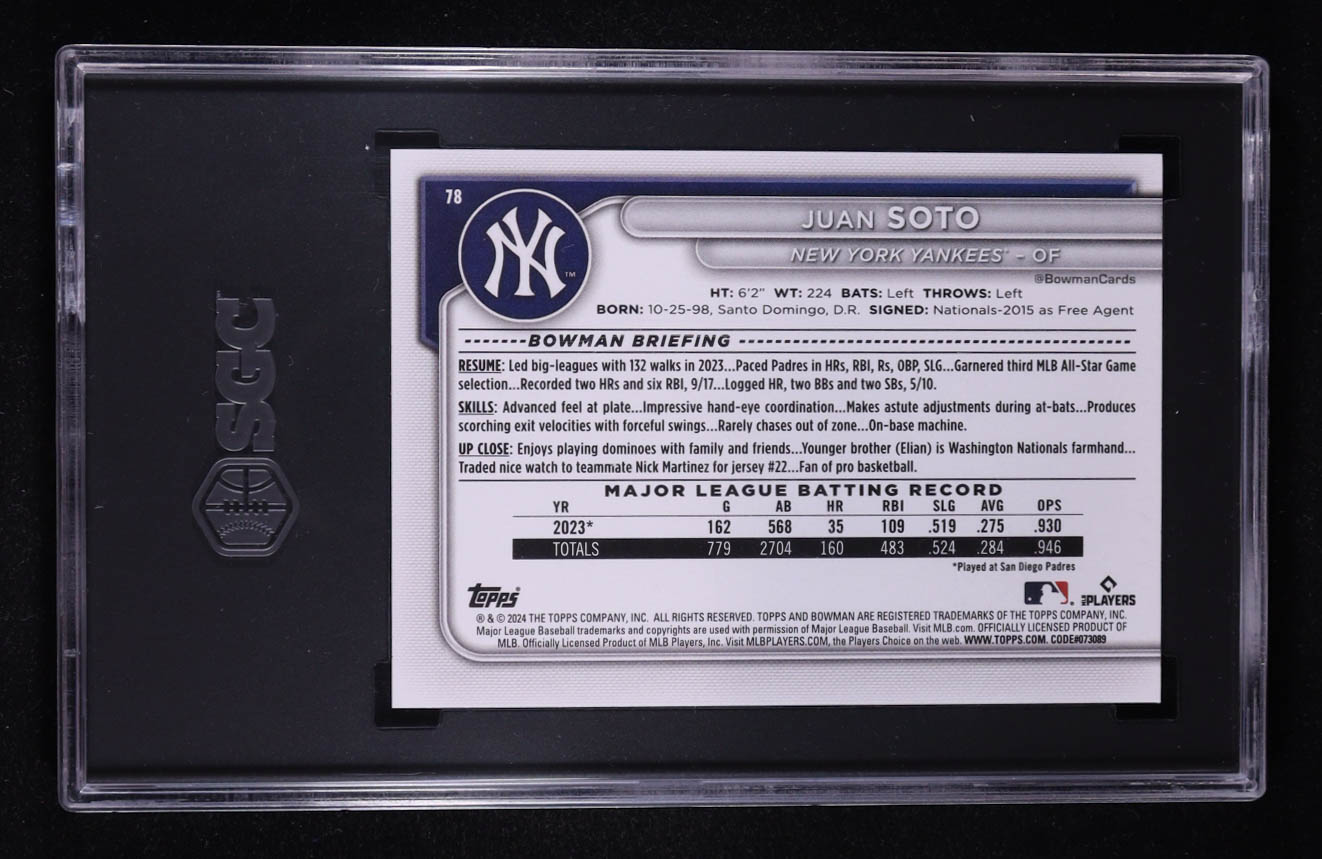 SGC
78
NY
TM
JUAN SOTO
NEW YORK YANKEES™ - OF
@BowmanCards
HT: 6'2" WT: 224 BATS: Left THROWS: Left
BORN: 10-25-98, Santo Domingo, D.R. SIGNED: Nationals-2015 as Free Agent
-------BOWMAN BRIEFING --------------------------------------------
RESUME: Led big-leagues with 132 walks in 2023...Paced Padres in HRs, RBI, Rs, OBP, SLG...Garnered third MLB All-Star Game
selection...Recorded two HRs and six RBI, 9/17...Logged HR, two BBs and two SBs, 5/10.
SKILLS: Advanced feel at plate...Impressive hand-eye coordination...Makes astute adjustments during at-bats...Produces
scorching exit velocities with forceful swings...Rarely chases out of zone...On-base machine.
UP CLOSE: Enjoys playing dominoes with family and friends...Younger brother (Elian) is Washington Nationals farmhand...
Traded nice watch to teammate Nick Martinez for jersey #22...Fan of pro basketball.
MAJOR LEAGUE BATTING RECORD
YR G AB HR RBI SLG AVG OPS
2023* 162 568 35 109 .519 .275 .930
TOTALS 779 2704 160 483 .524 .284 .946
*Played at San Diego Padres
Topps®
MLB PLAYERS
® & © 2024 THE TOPPS COMPANY, INC. ALL RIGHTS RESERVED. TOPPS AND BOWMAN ARE REGISTERED TRADEMARKS OF THE TOPPS COMPANY, INC.
Major League Baseball trademarks and copyrights are used with permission of Major League Baseball. Visit MLB.com. OFFICIALLY LICENSED PRODUCT OF
MLB. Officially Licensed Product of MLB Players, Inc. Visit MLBPLAYERS.COM, the Players Choice on the web. WWW.TOPPS.COM. CODE#073089